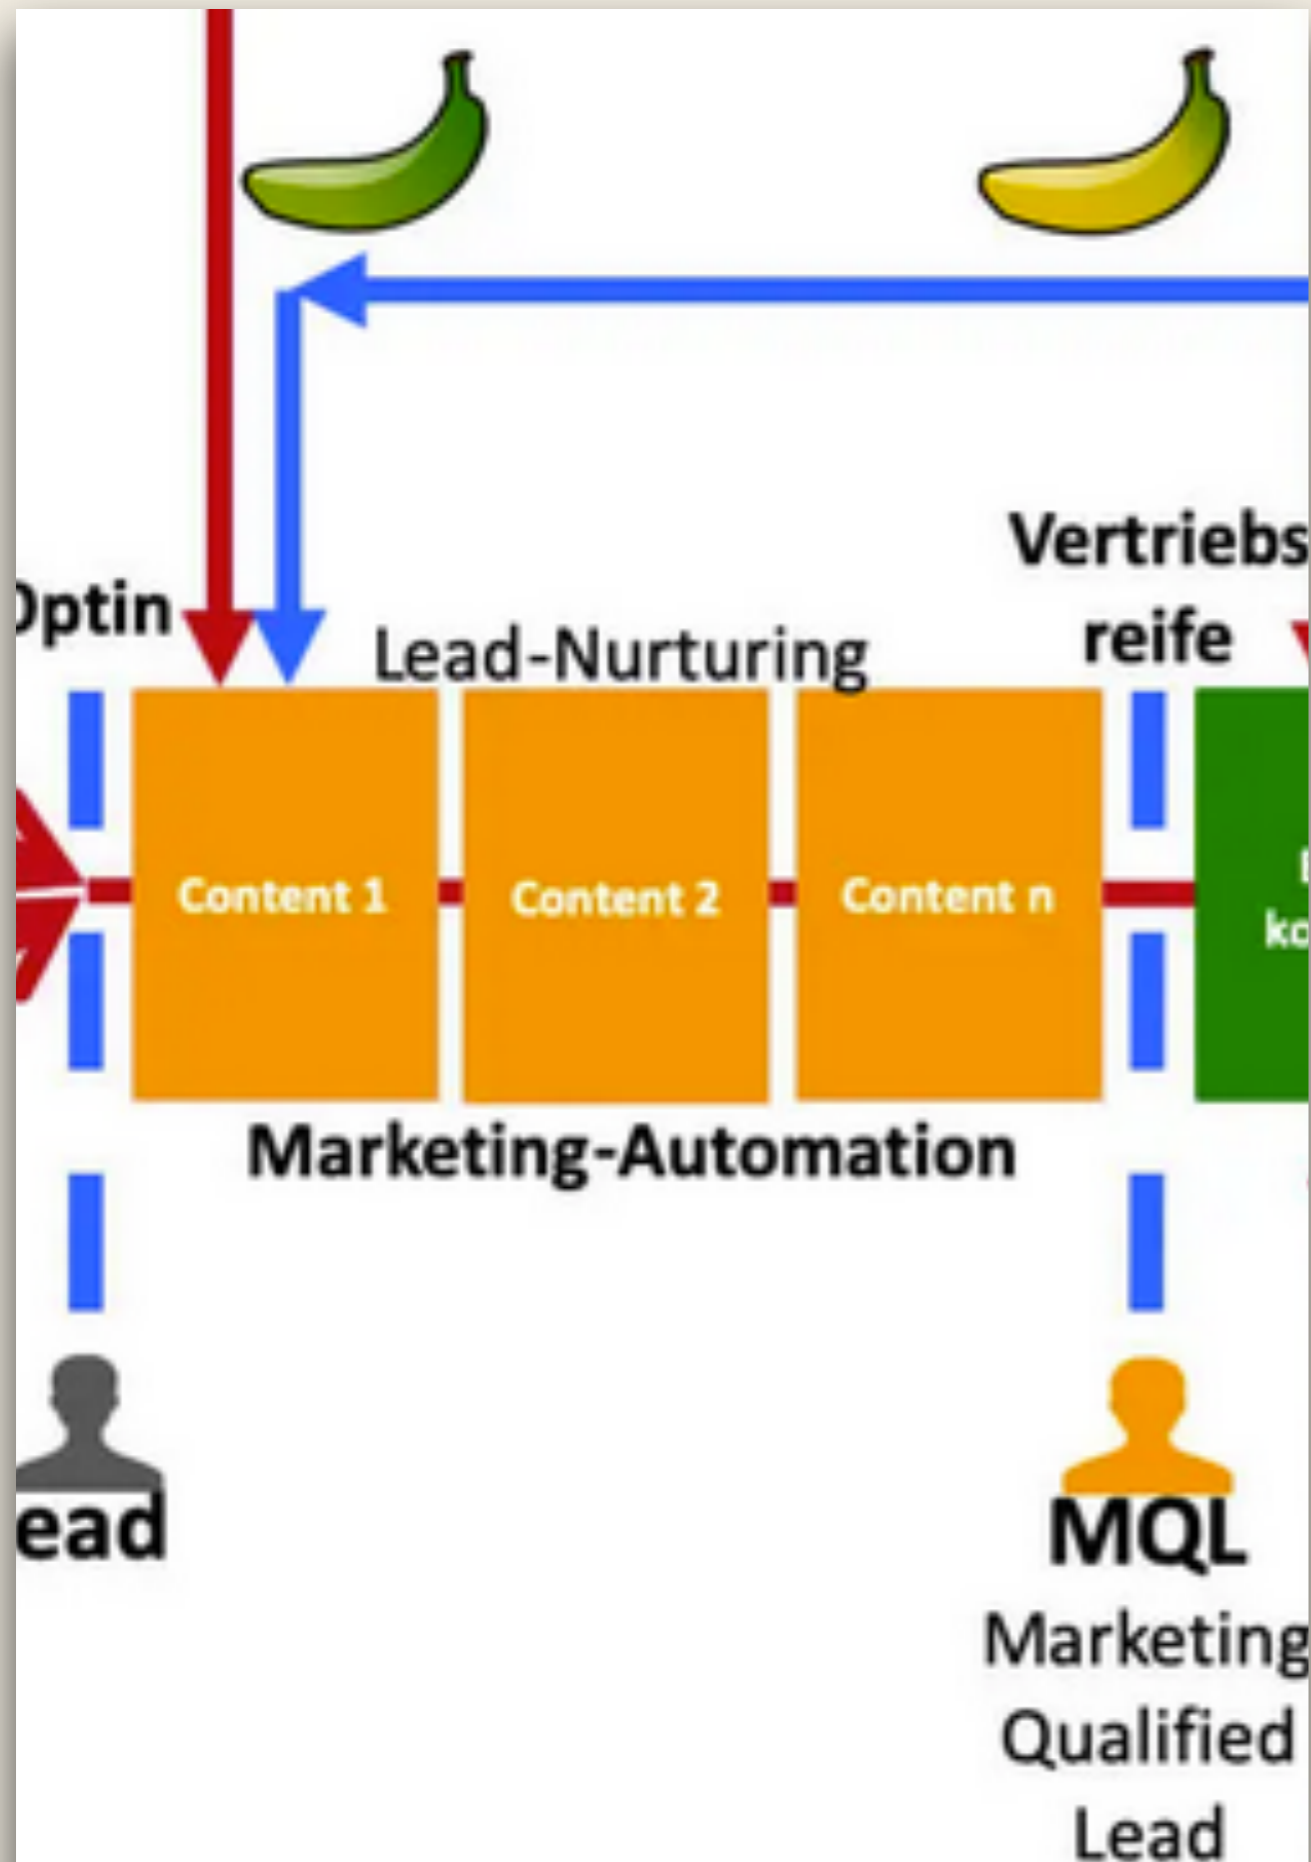 Vertriebs
reife
Optin
Lead-Nurturing
Content 1
Content 2
Content n
Marketing-Automation
ead
MQL
Marketing
Qualified
Lead